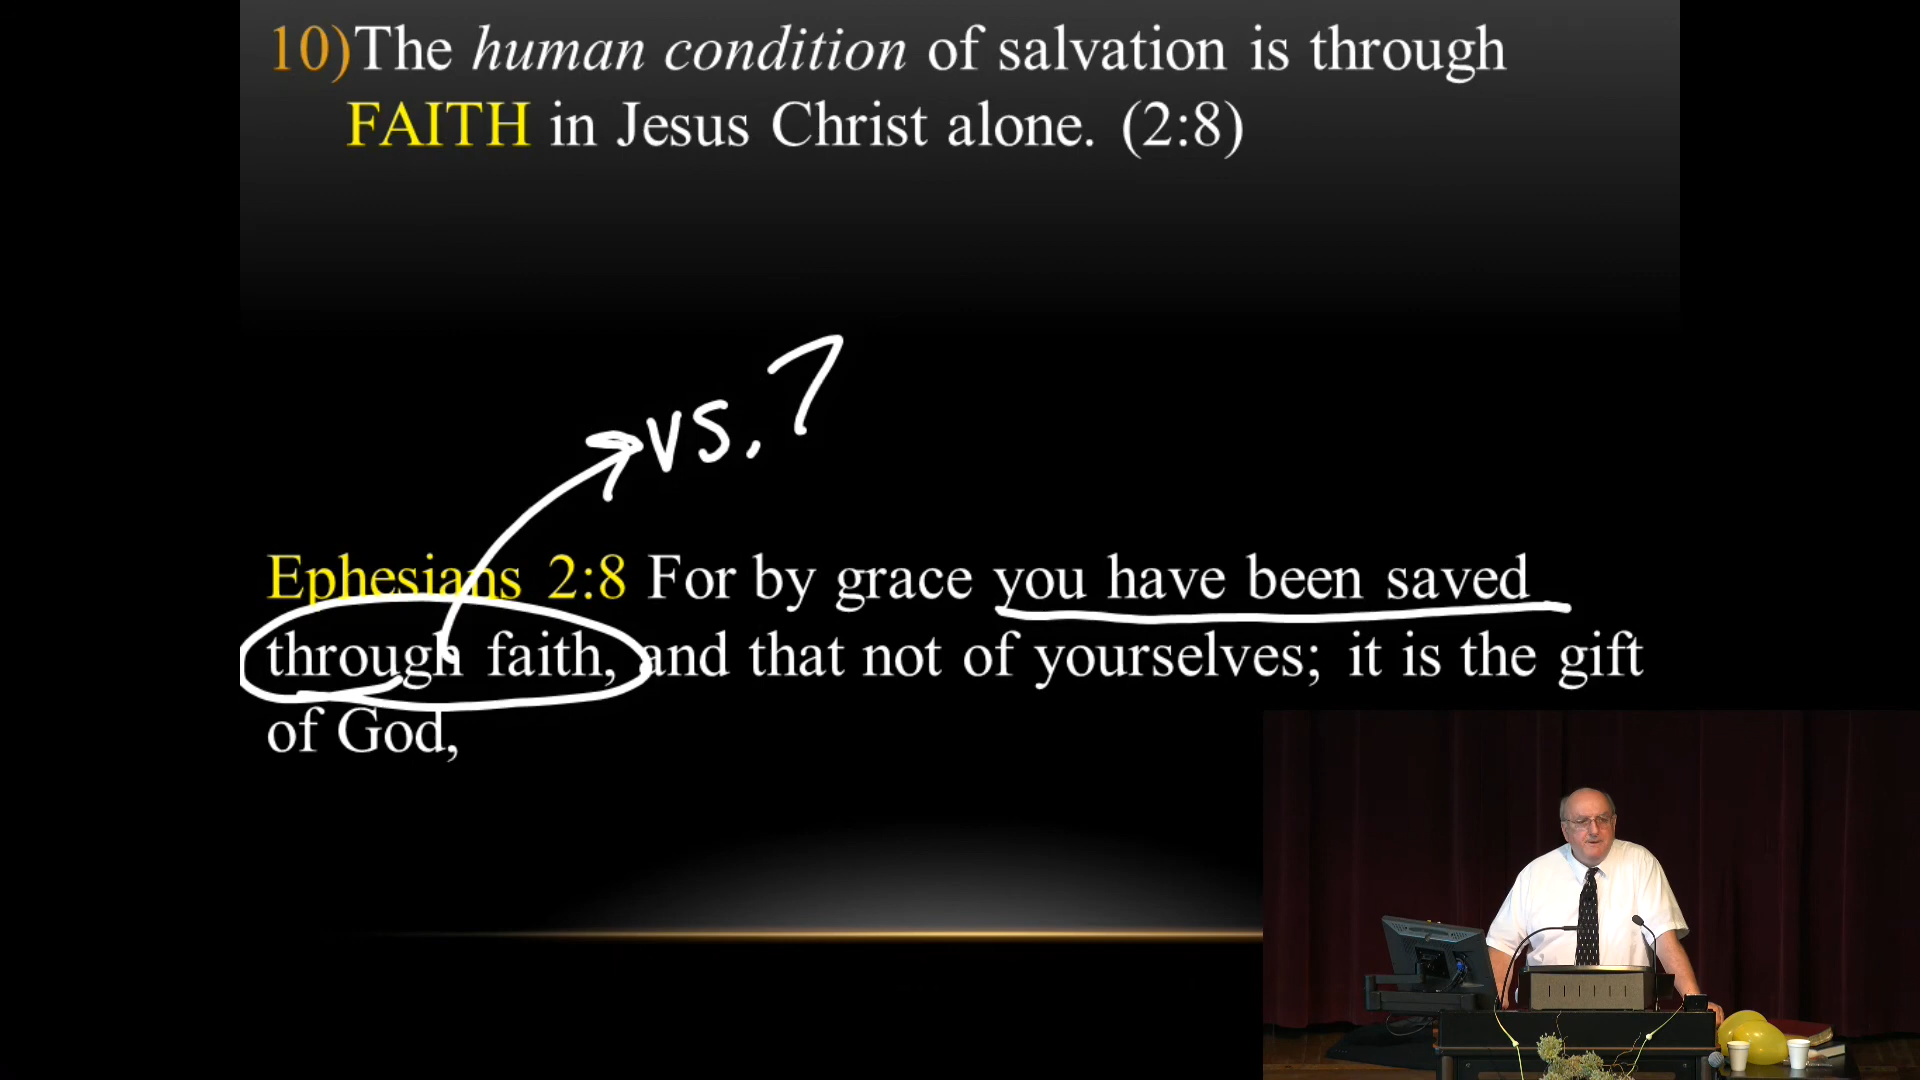 10) The human condition of salvation is through
FAITH in Jesus Christ alone. (2:8)
vs. 7
Ephesians 2:8 For by grace you have been saved
through faith, and that not of yourselves; it is the gift
of God,